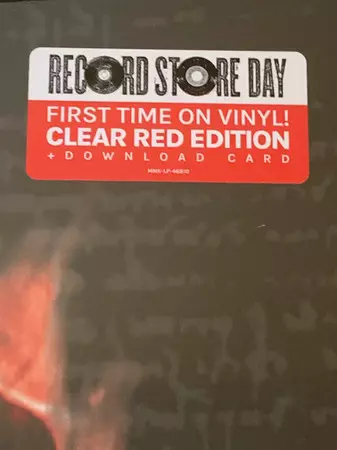 RECORD STORE DAY
FIRST TIME ON VINYL!
CLEAR RED EDITION
+DOWNLOAD CARD